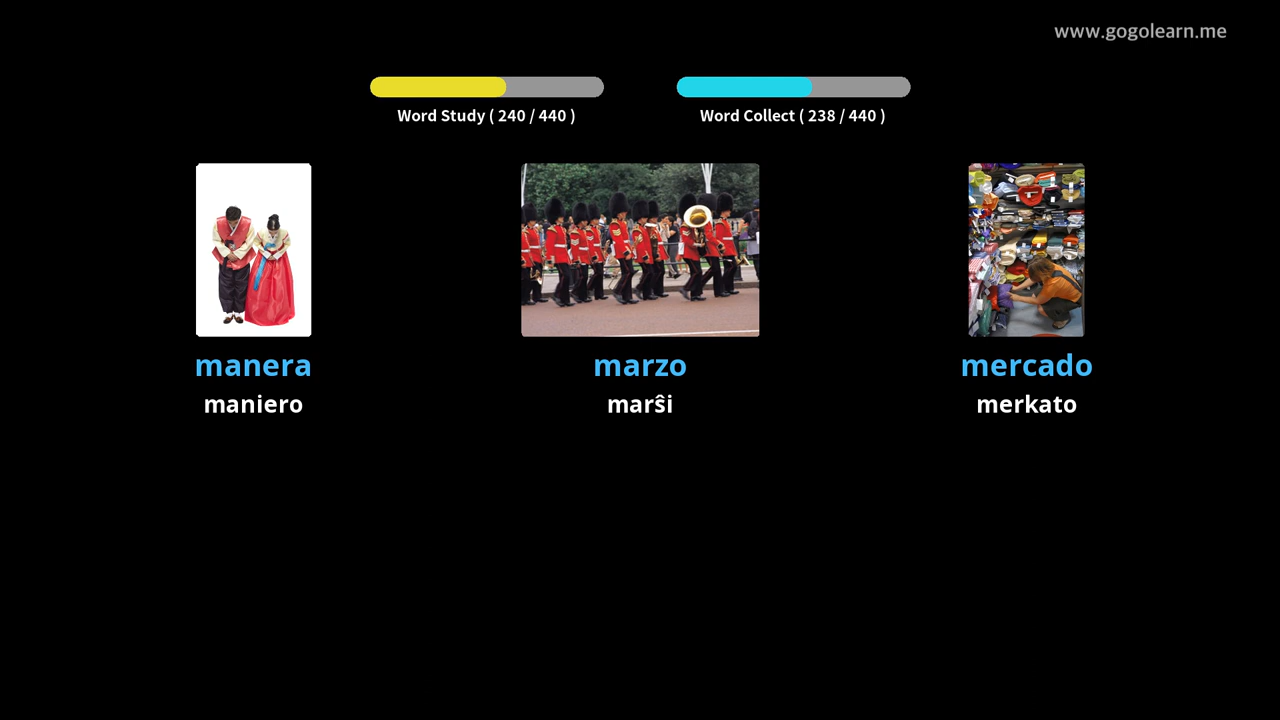 www.gogolearn.me
Word Study ( 240 / 440 )
Word Collect ( 238 / 440 )
manera
marzo
mercado
maniero
marŝi
merkato